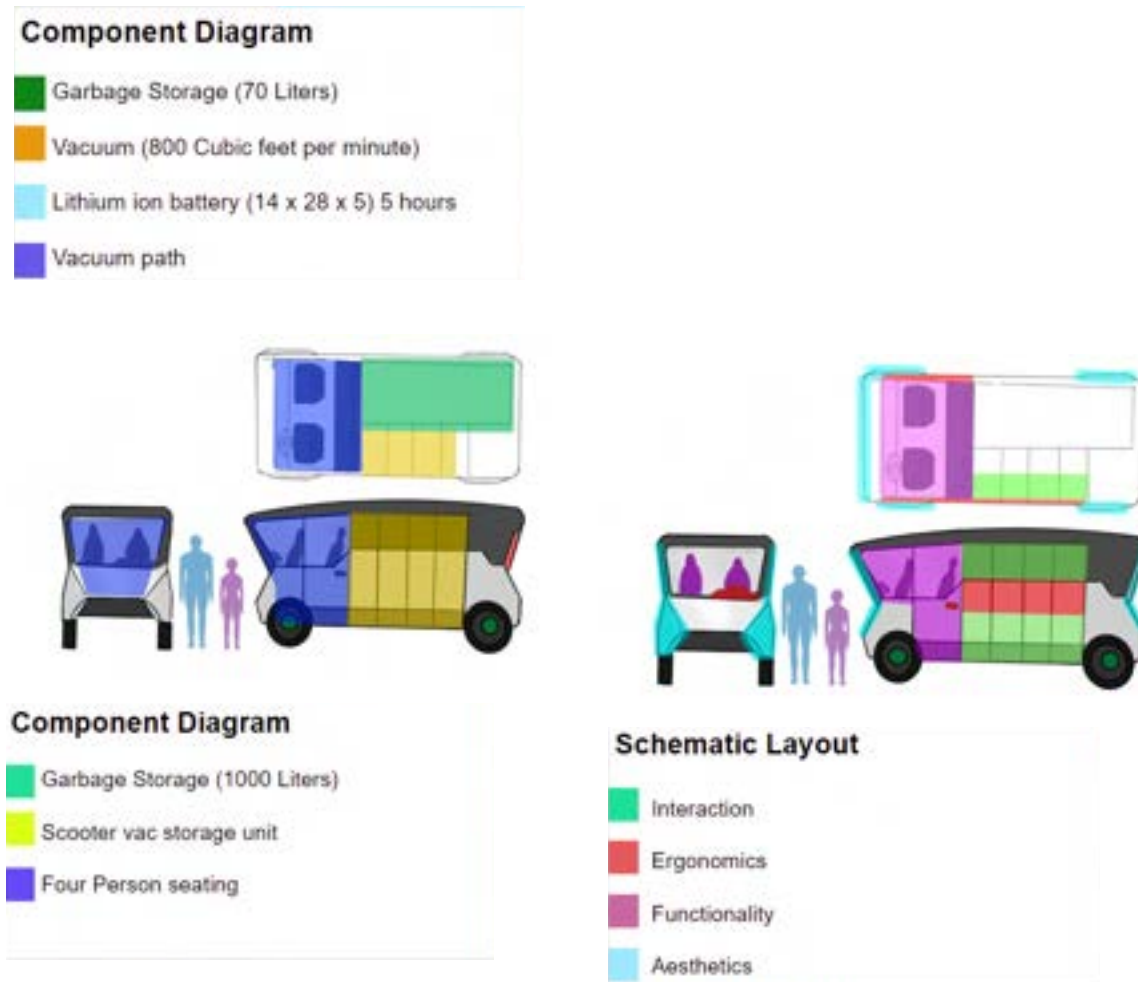 Component Diagram
Garbage Storage (70 Liters)
Vacuum (800 Cubic feet per minute)
Lithium ion battery (14 x 28 x 5) 5 hours
Vacuum path
Component Diagram
Garbage Storage (1000 Liters)
Scooter vac storage unit
Four Person seating
Schematic Layout
Interaction
Ergonomics
Functionality
Aesthetics